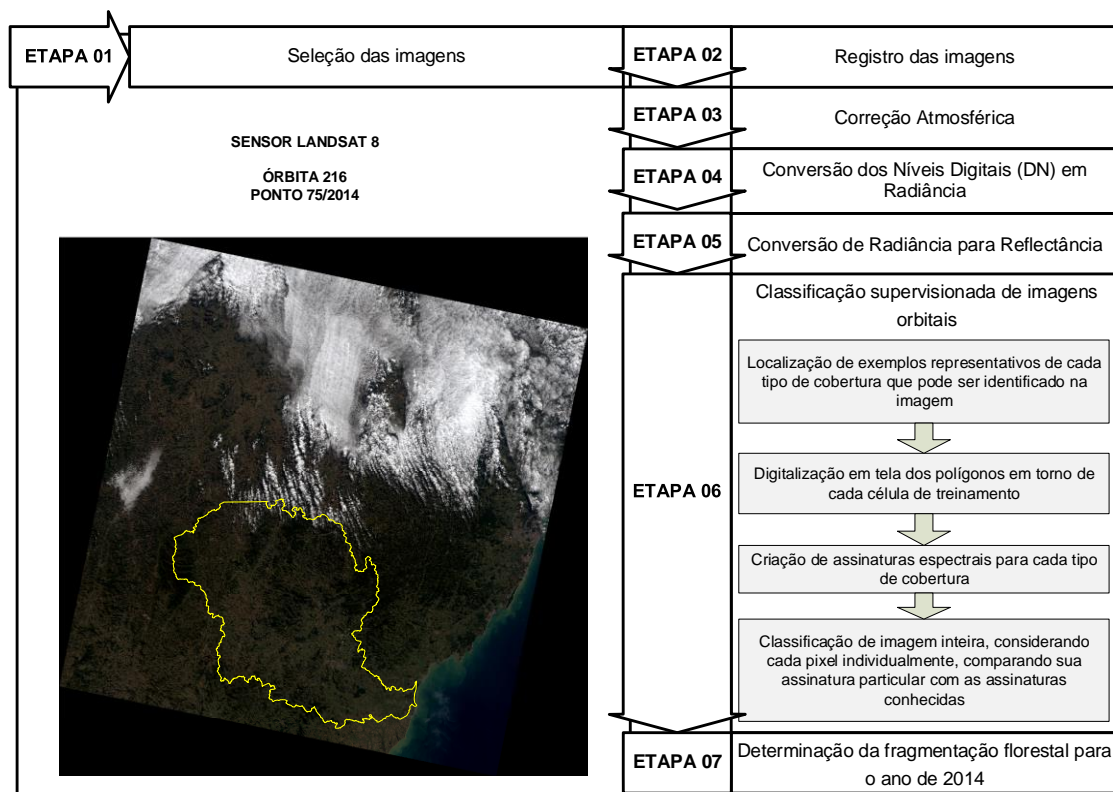 ETAPA 01
Seleção das imagens
ETAPA 02
Registro das imagens
SENSOR LANDSAT 8
ÓRBITA 216
PONTO 75/2014
ETAPA 03
Correção Atmosférica
ETAPA 04
Conversão dos Níveis Digitais (DN) em
Radiância
ETAPA 05
Conversão de Radiância para Reflectância
ETAPA 06
Classificação supervisionada de imagens
orbitais
Localização de exemplos representivos de cada
tipo de cobertura que pode ser identificado na
imagem
Digitalização em tela dos polígonos em torno de
cada célula de treinamento
Criação de assinaturas espectrais para cada tipo
de cobertura
Classificação de imagem inteira, considerando
cada pixel individualmente, comparando sua
assinatura particular com as assinaturas
conhecidas
ETAPA 07
Determinação da fragmentação florestal para
o ano de 2014